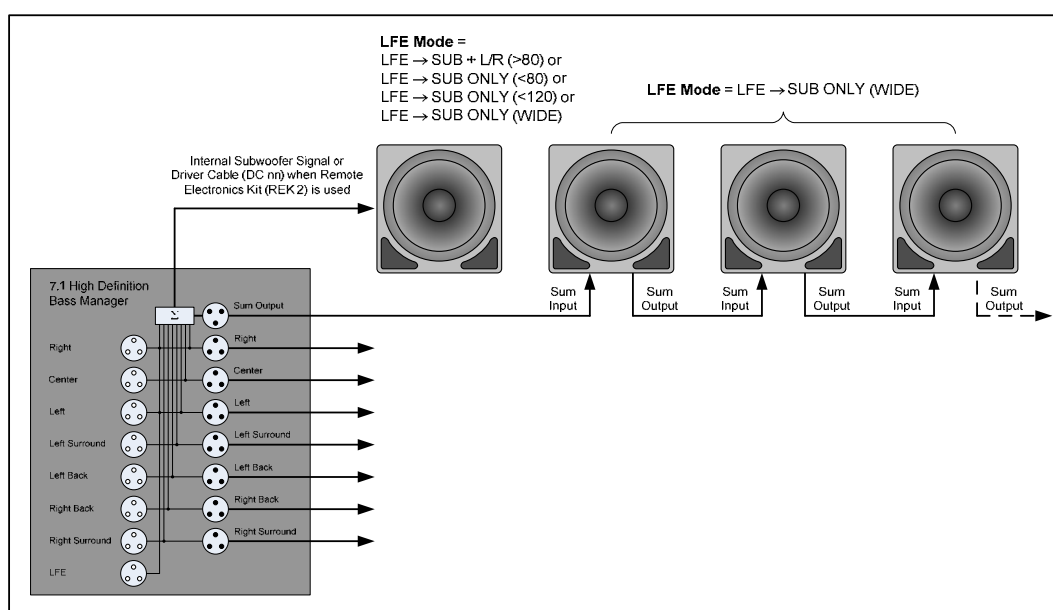 LFE Mode =
LFE → SUB + L/R (>80) or
LFE → SUB ONLY (<80) or
LFE → SUB ONLY (<120) or
LFE → SUB ONLY (WIDE)
LFE Mode = LFE → SUB ONLY (WIDE)
Internal Subwoofer Signal or
Driver Cable (DC nn) when Remote
Electronics Kit (REK2) is used
Sum
Input
Sum
Output
Sum
Input
Sum
Output
Sum
Input
Sum
Output
7.1 High Definition
Bass Manager
Σ
Sum Output
Right
Right
Center
Center
Left
Left
Left Surround
Left Surround
Left Back
Left Back
Right Back
Right Back
Right Surround
Right Surround
LFE